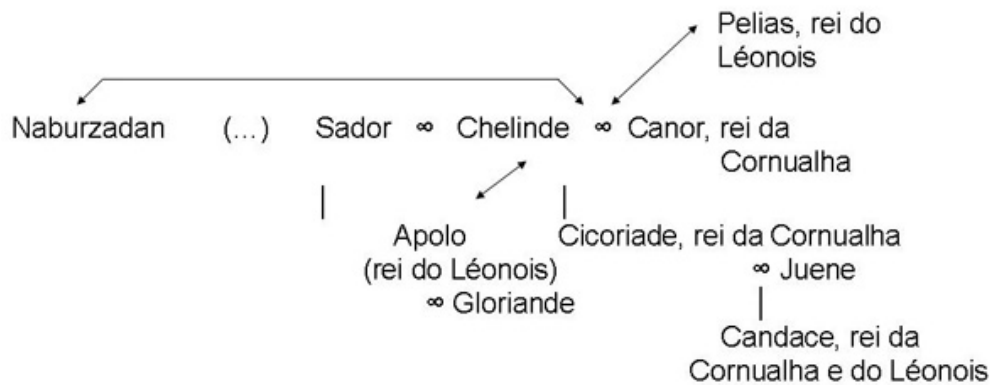 Pelias, rei do
Léonois
Naburzadan (...) Sador ∞ Chelinde ∞ Canor, rei da
Cornualha
Apolo
(rei do Léonois)
∞ Gloriande
Cicoriade, rei da Cornualha
∞ Juene
Candace, rei da
Cornualha e do Léonois